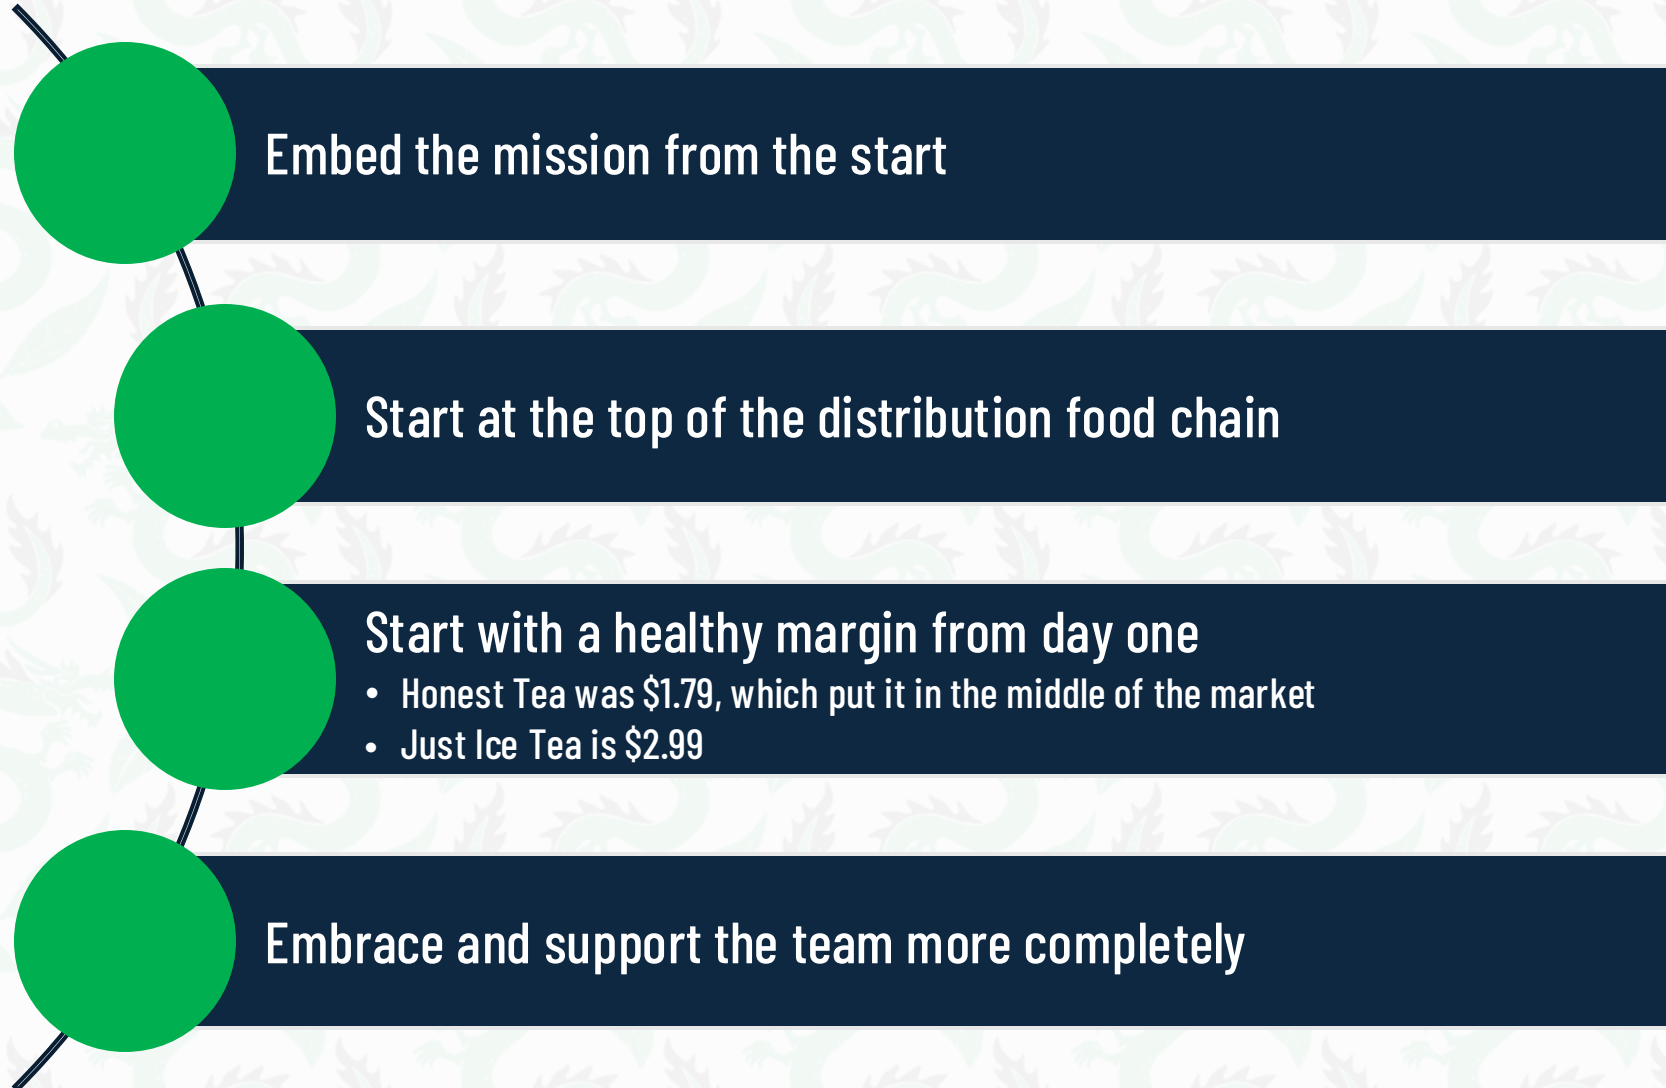 Embed the mission from the start
Start at the top of the distribution food chain
Start with a healthy margin from day one
• Honest Tea was $1.79, which put it in the middle of the market
• Just Ice Tea is $2.99
Embrace and support the team more completely